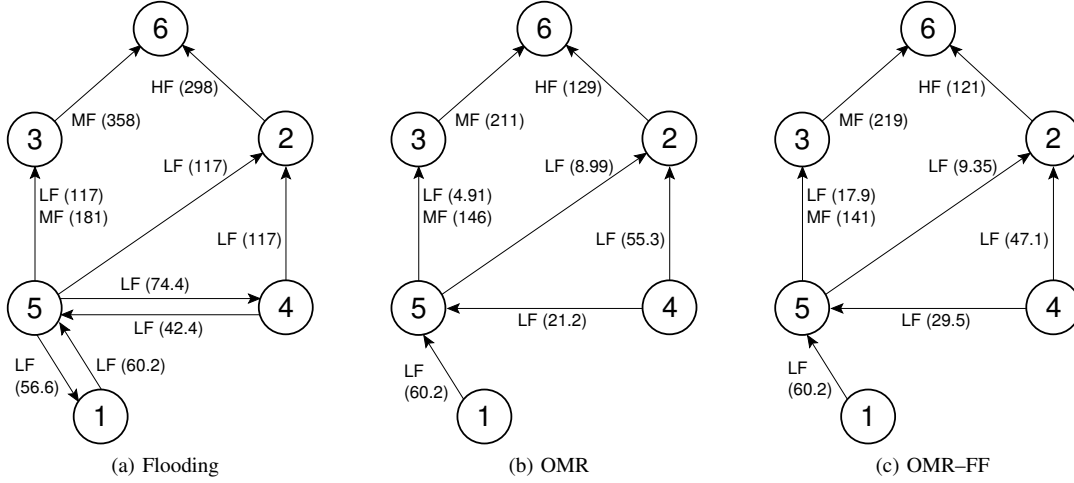 6
HF (298)
MF (358)
3
2
LF (117)
LF (117)
MF (181)
LF (117)
LF (74.4)
5
4
LF (42.4)
LF
(56.6)
LF (60.2)
1
(a) Flooding
6
HF (129)
MF (211)
3
2
LF (8.99)
LF (4.91)
MF (146)
LF (55.3)
5
4
LF (21.2)
LF
(60.2)
1
(b) OMR
6
HF (121)
MF (219)
3
2
LF (9.35)
LF (17.9)
MF (141)
LF (47.1)
5
4
LF (29.5)
LF
(60.2)
1
(c) OMR–FF